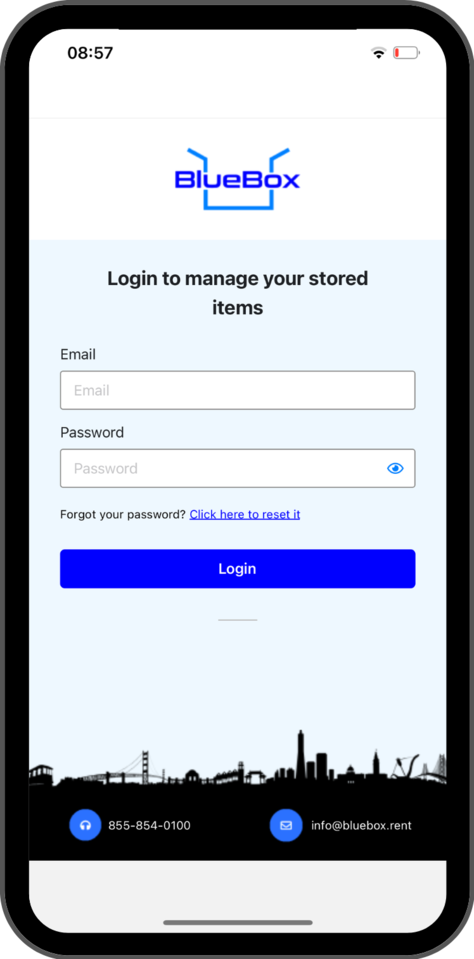 08:57
BlueBox
Login to manage your stored
items
Email
Email
Password
Password
Forgot your password? Click here to reset it
Login
855-854-0100
info@bluebox.rent